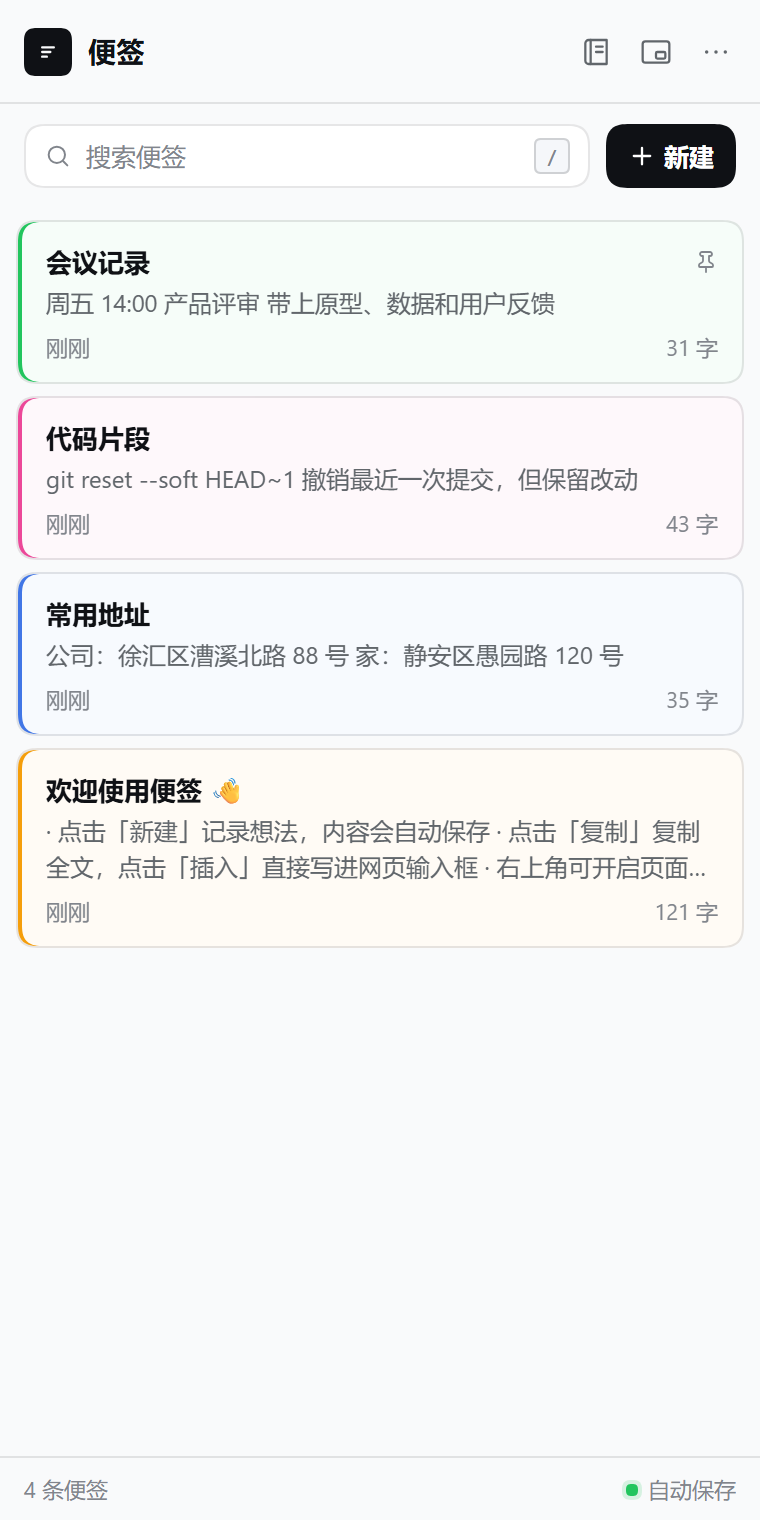 便签
搜索便签 /
+ 新建
会议记录
周五 14:00 产品评审 带上原型、数据和用户反馈
刚刚 31 字
代码片段
git reset --soft HEAD~1 撤销最近一次提交，但保留改动
刚刚 43 字
常用地址
公司：徐汇区漕溪北路 88 号 家：静安区愚园路 120 号
刚刚 35 字
欢迎使用便签 👋
· 点击「新建」记录想法，内容会自动保存 · 点击「复制」复制
全文，点击「插入」直接写进网页输入框 · 右上角可开启页面...
刚刚 121 字
4 条便签 自动保存